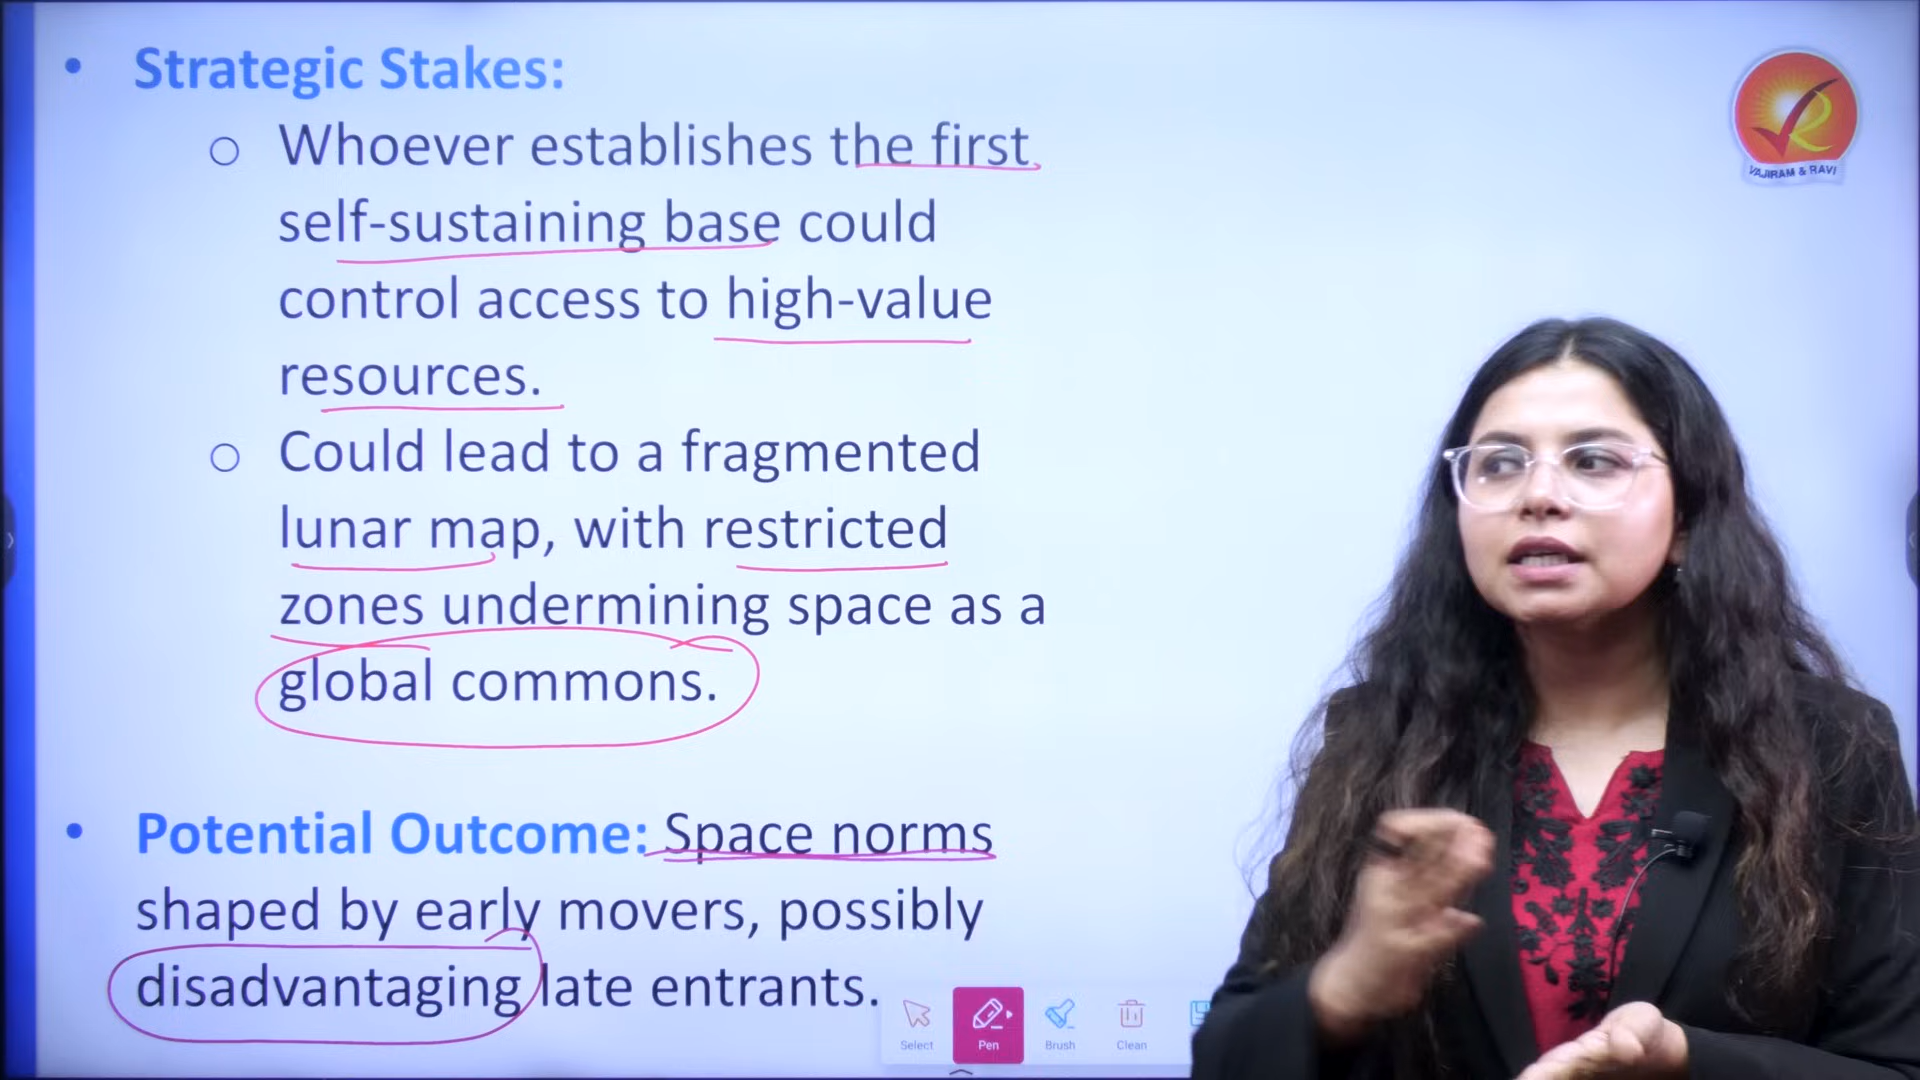 Strategic Stakes:
Whoever establishes the first
self-sustaining base could
control access to high-value
resources.
Could lead to a fragmented
lunar map, with restricted
zones undermining space as a
global commons.
Potential Outcome: Space norms
shaped by early movers, possibly
disadvantaging late entrants.
VAJIRAM & RAVI
Select
Pen
Brush
Clean